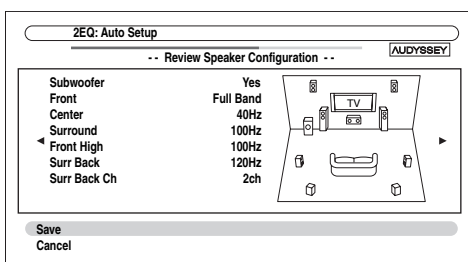 2EQ: Auto Setup
AUDYSSEY
- - Review Speaker Configuration - -
Subwoofer Yes
Front Full Band
Center 40Hz
Surround 100Hz
Front High 100Hz
Surr Back 120Hz
Surr Back Ch 2ch
TV
Save
Cancel